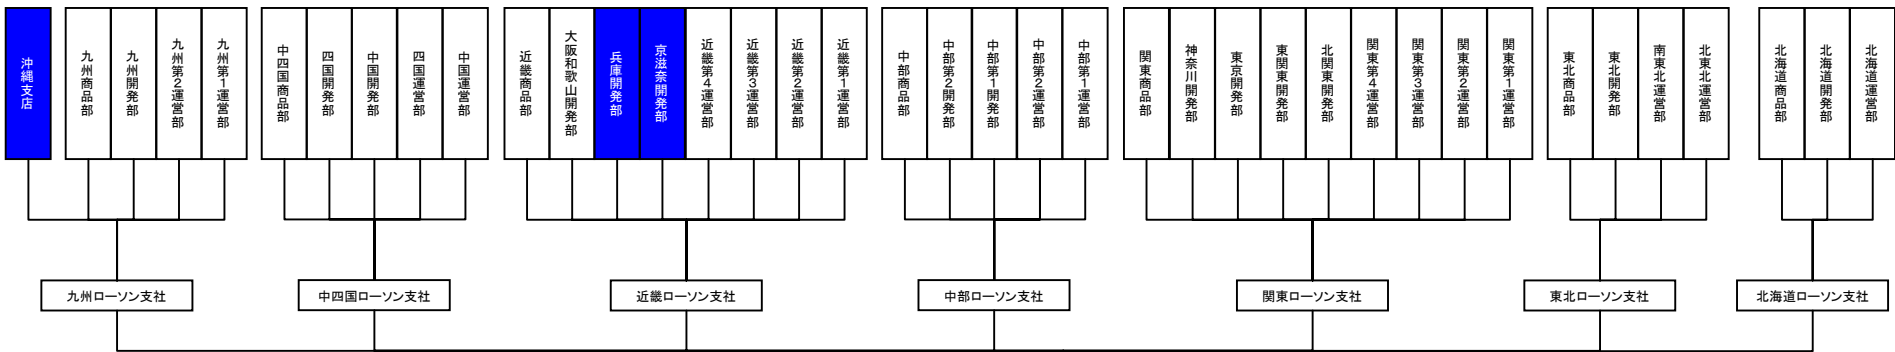 沖縄支店
九州商品部
九州開発部
九州第2運営部
九州第1運営部
中四国商品部
四国開発部
中国開発部
四国運営部
中国運営部
近畿商品部
大阪和歌山開発部
兵庫開発部
京滋奈開発部
近畿第4運営部
近畿第3運営部
近畿第2運営部
近畿第1運営部
中部商品部
中部第2開発部
中部第1開発部
中部第2運営部
中部第1運営部
関東商品部
神奈川開発部
東京開発部
東関東開発部
北関東開発部
関東第4運営部
関東第3運営部
関東第2運営部
関東第1運営部
東北商品部
東北開発部
南東北運営部
北東北運営部
北海道商品部
北海道開発部
北海道運営部
九州ローソン支社
中四国ローソン支社
近畿ローソン支社
中部ローソン支社
関東ローソン支社
東北ローソン支社
北海道ローソン支社